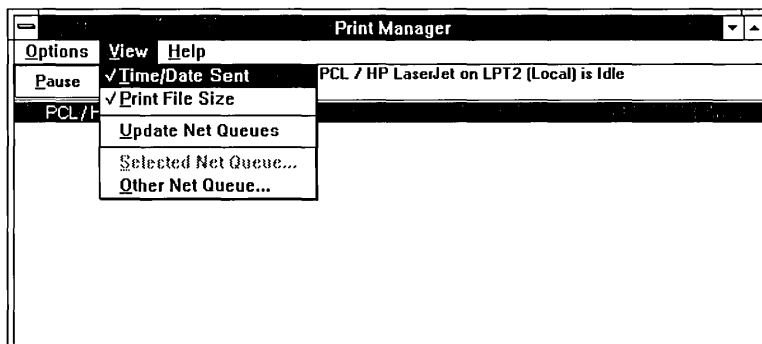 Print Manager
Options View Help
Pause
✓Time/Date Sent
PCL / HP LaserJet on LPT2 (Local) is Idle
✓Print File Size
PCL/H
Update Net Queues
Selected Net Queue...
Other Net Queue...